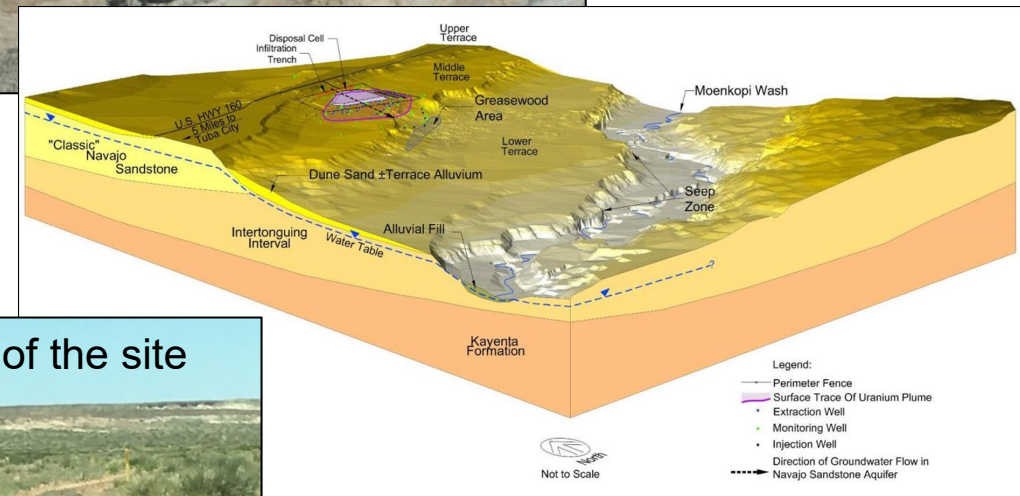 Upper
Terrace
Disposal Cell
Infiltration
Trench
Middle
Terrace
Moenkopi Wash
Greasewood
Area
U.S. HWY 160
5 Miles to
Tuba City
Lower
Terrace
"Classic"
Navajo
Sandstone
Dune Sand ±Terrace Alluvium
Seep
Zone
Intertonguing
Interval
Water Table
Alluvial Fill
?
Kayenta
Formation
of the site
Legend:
Perimeter Fence
Surface Trace Of Uranium Plume
Extraction Well
Monitoring Well
Injection Well
Direction of Groundwater Flow in
Navajo Sandstone Aquifer
North
Not to Scale